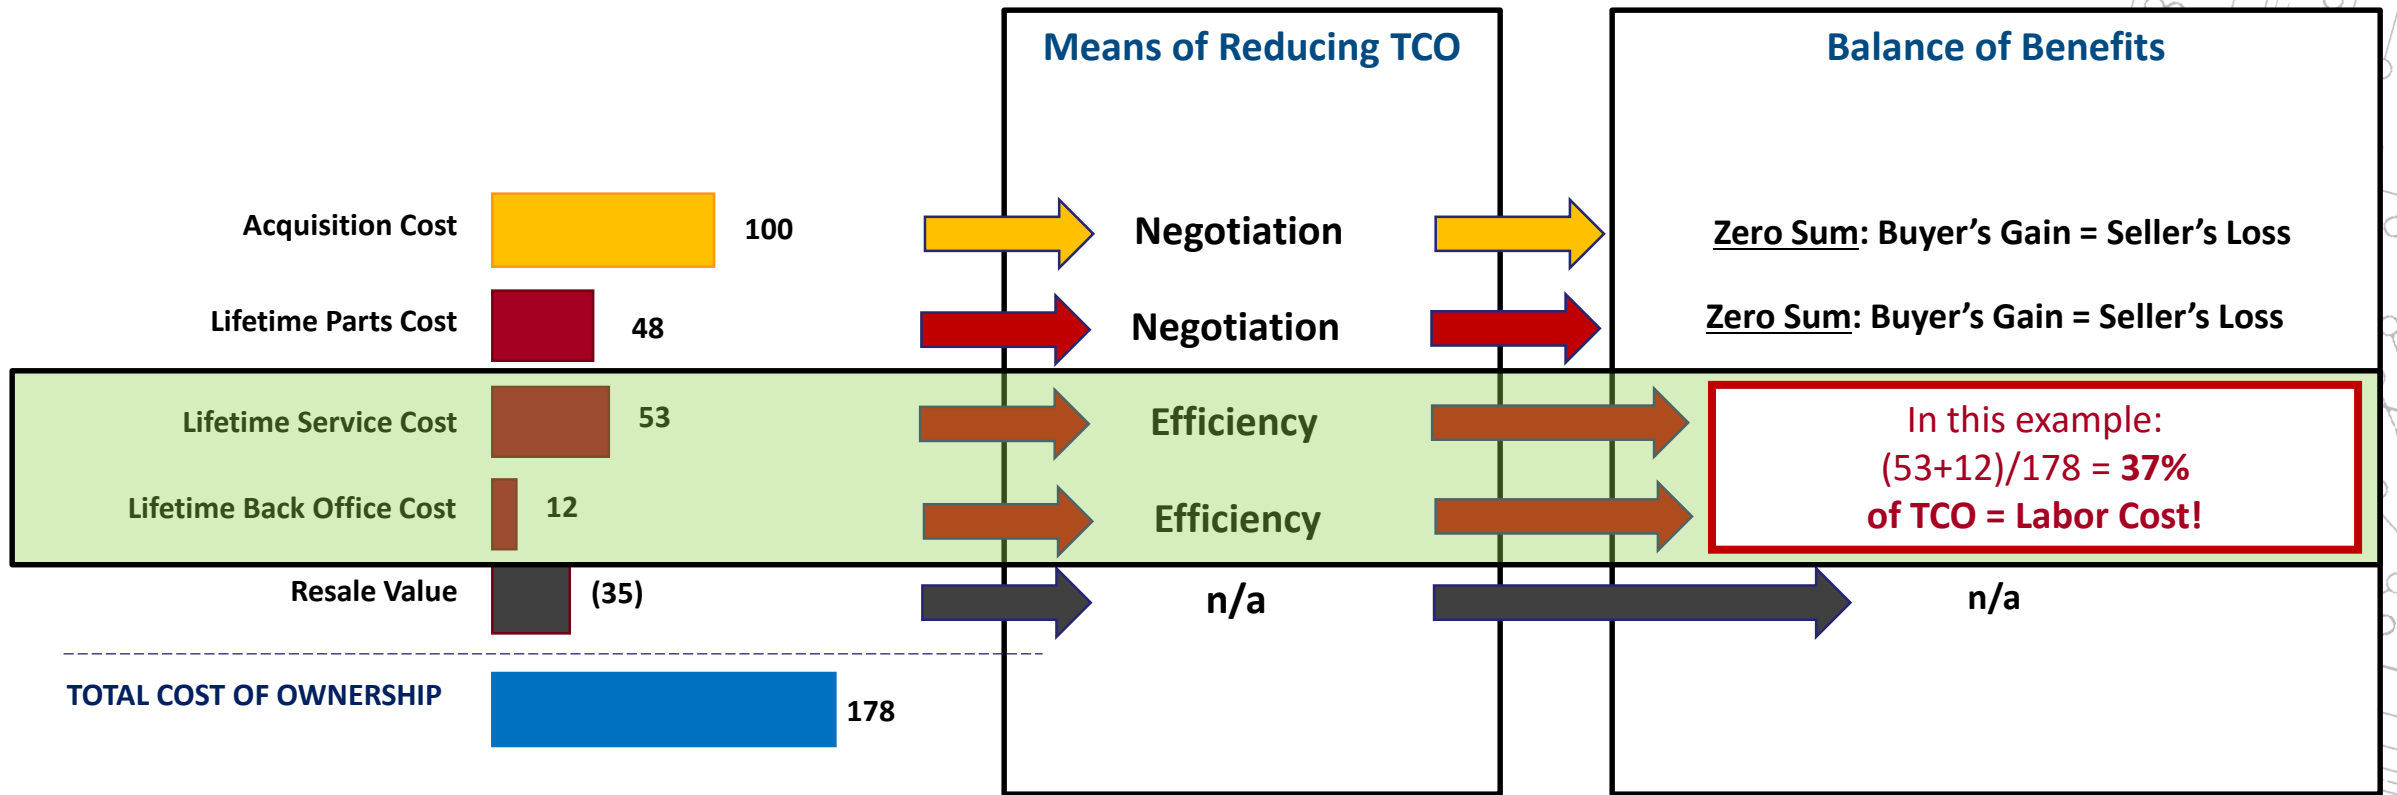 Means of Reducing TCO
Balance of Benefits
Acquisition Cost
100
Negotiation
Zero Sum: Buyer’s Gain = Seller’s Loss
Lifetime Parts Cost
48
Negotiation
Zero Sum: Buyer’s Gain = Seller’s Loss
Lifetime Service Cost
53
Efficiency
In this example:
(53+12)/178 = 37%
of TCO = Labor Cost!
Lifetime Back Office Cost
12
Efficiency
Resale Value
(35)
n/a
n/a
TOTAL COST OF OWNERSHIP
178